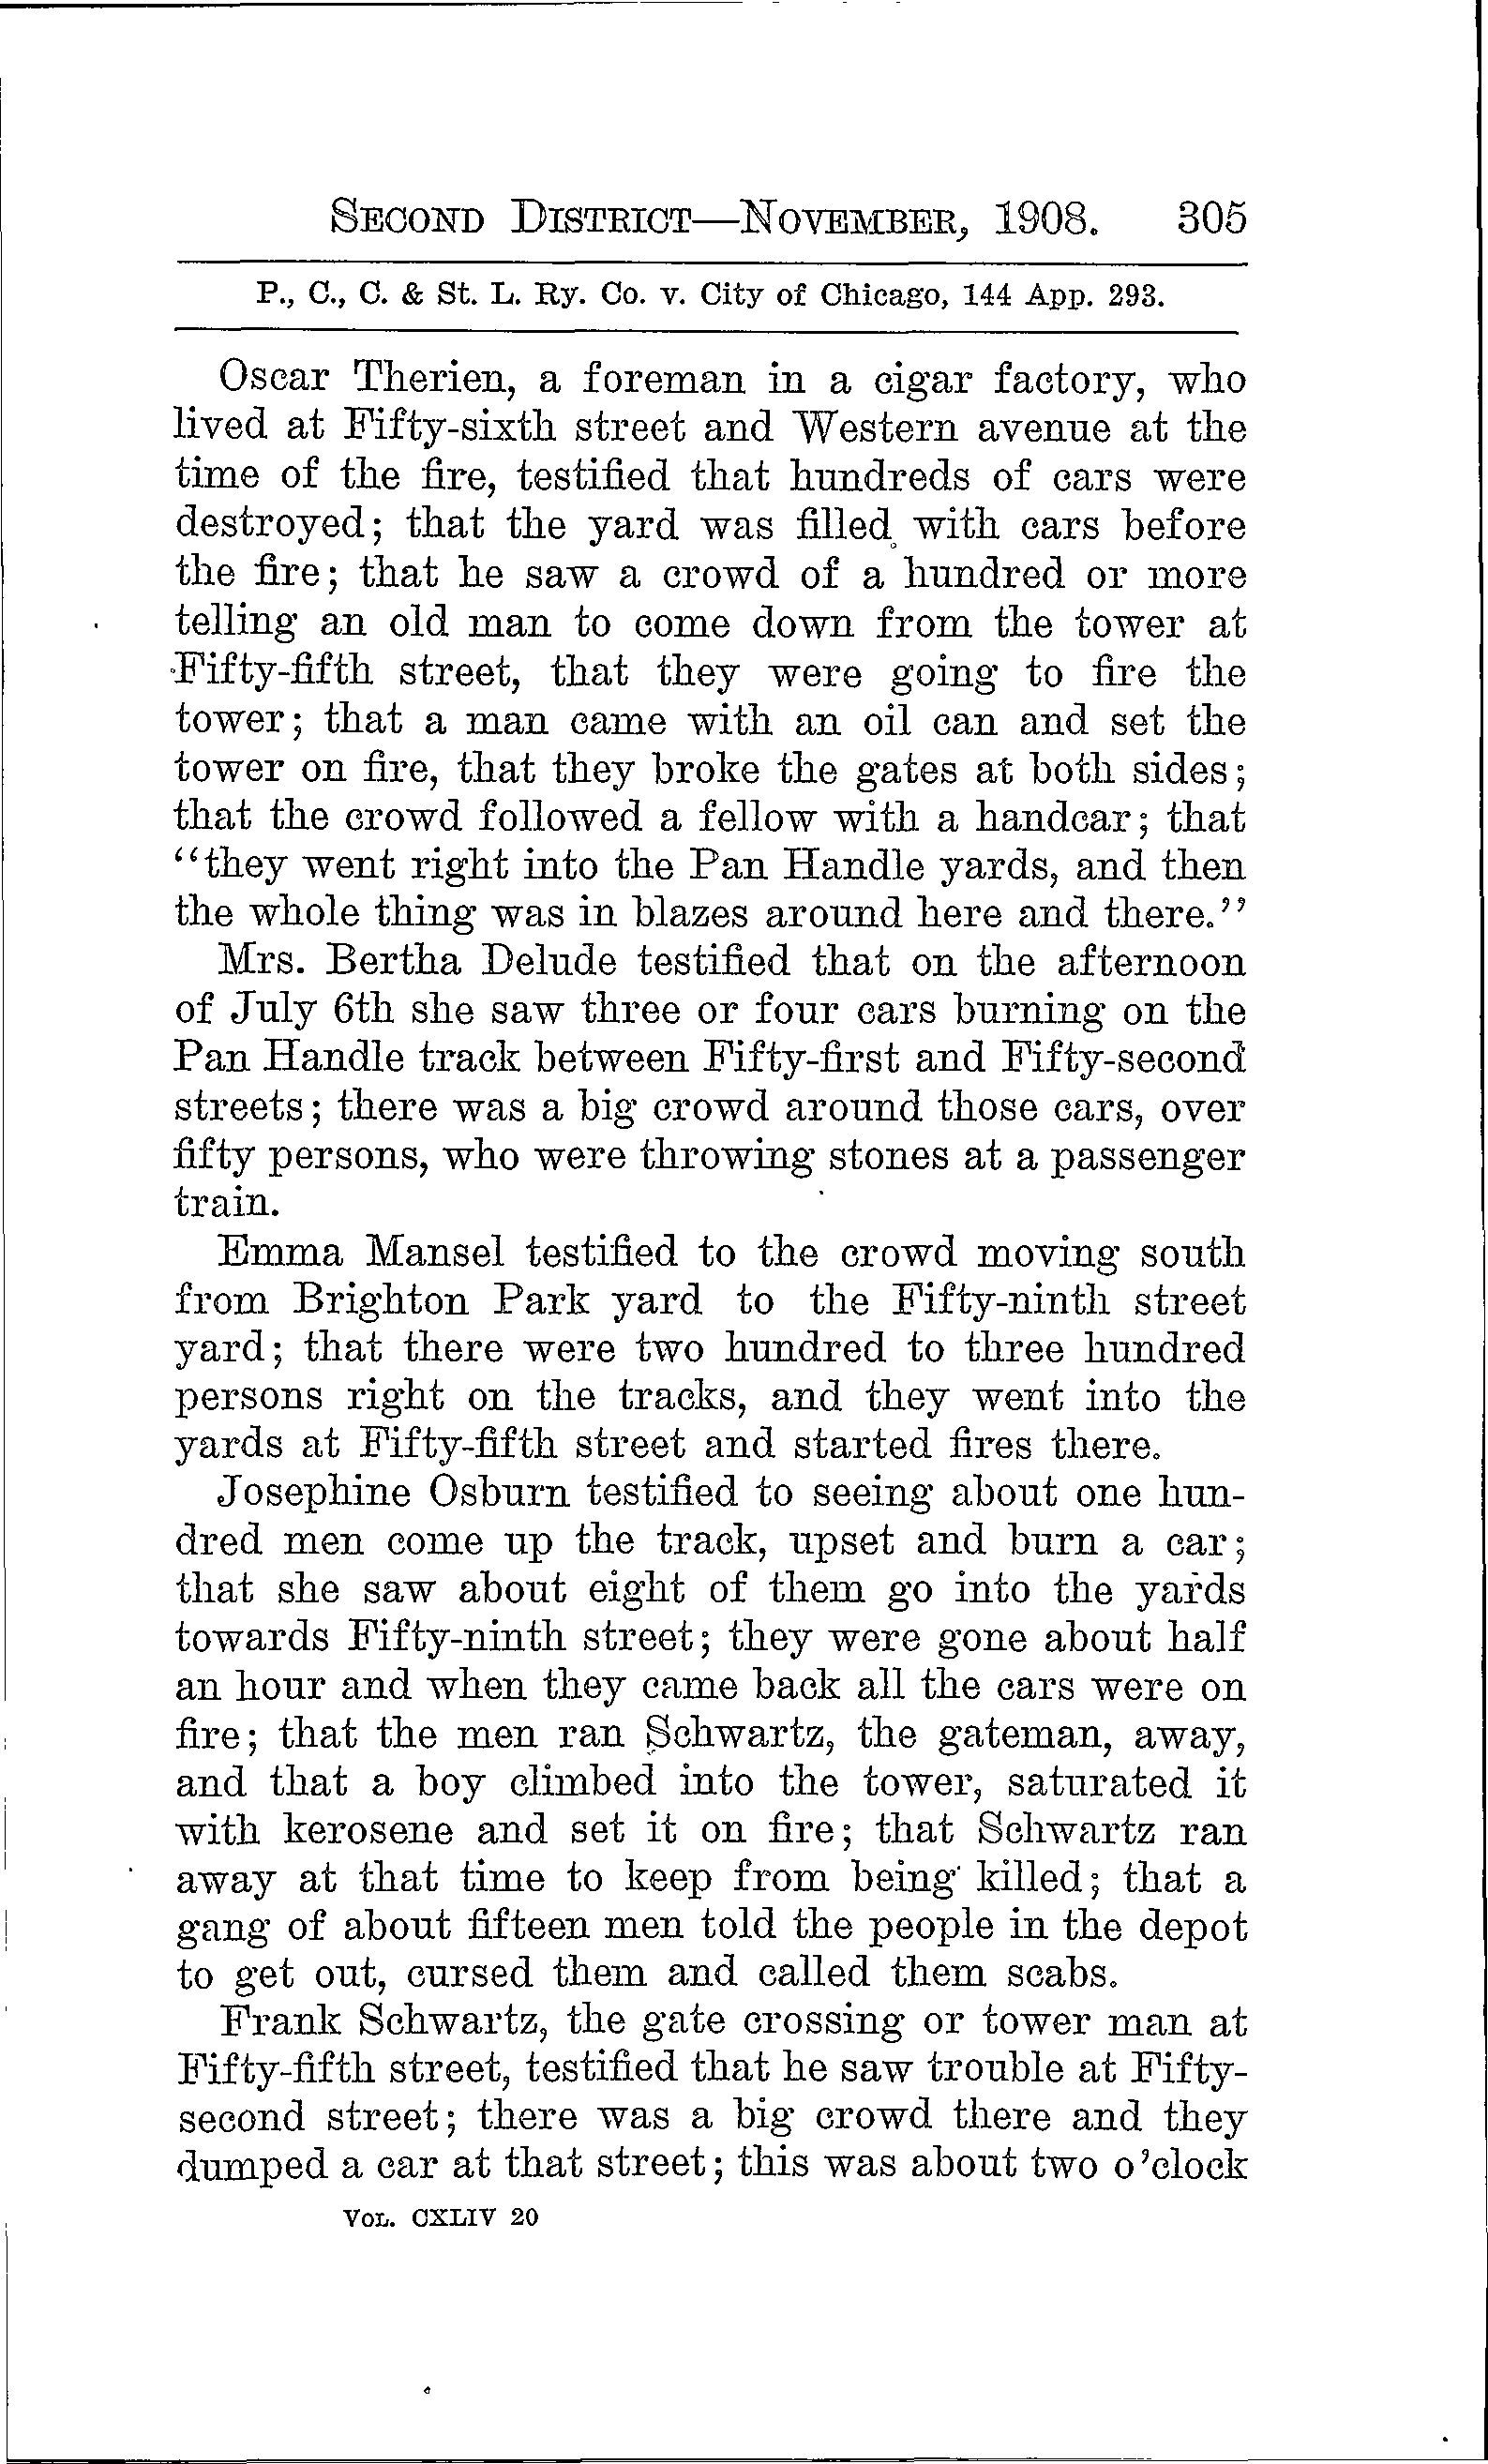 SECOND DISTRICT—NOVEMBER, 1908. 305
P., C., C. & St. L. Ry. Co. v. City of Chicago, 144 App. 293.
Oscar Therien, a foreman in a cigar factory, who
lived at Fifty-sixth street and Western avenue at the
time of the fire, testified that hundreds of cars were
destroyed; that the yard was filled with cars before
the fire; that he saw a crowd of a hundred or more
telling an old man to come down from the tower at
Fifty-fifth street, that they were going to fire the
tower; that a man came with an oil can and set the
tower on fire, that they broke the gates at both sides;
that the crowd followed a fellow with a handcar; that
"they went right into the Pan Handle yards, and then
the whole thing was in blazes around here and there."
Mrs. Bertha Delude testified that on the afternoon
of July 6th she saw three or four cars burning on the
Pan Handle track between Fifty-first and Fifty-second
streets; there was a big crowd around those cars, over
fifty persons, who were throwing stones at a passenger
train.
Emma Mansel testified to the crowd moving south
from Brighton Park yard to the Fifty-ninth street
yard; that there were two hundred to three hundred
persons right on the tracks, and they went into the
yards at Fifty-fifth street and started fires there.
Josephine Osburn testified to seeing about one hun-
dred men come up the track, upset and burn a car;
that she saw about eight of them go into the yards
towards Fifty-ninth street; they were gone about half
an hour and when they came back all the cars were on
fire; that the men ran Schwartz, the gateman, away,
and that a boy climbed into the tower, saturated it
with kerosene and set it on fire; that Schwartz ran
away at that time to keep from being killed; that a
gang of about fifteen men told the people in the depot
to get out, cursed them and called them scabs.
Frank Schwartz, the gate crossing or tower man at
Fifty-fifth street, testified that he saw trouble at Fifty-
second street; there was a big crowd there and they
dumped a car at that street; this was about two o'clock
VOL. CXLIV 20